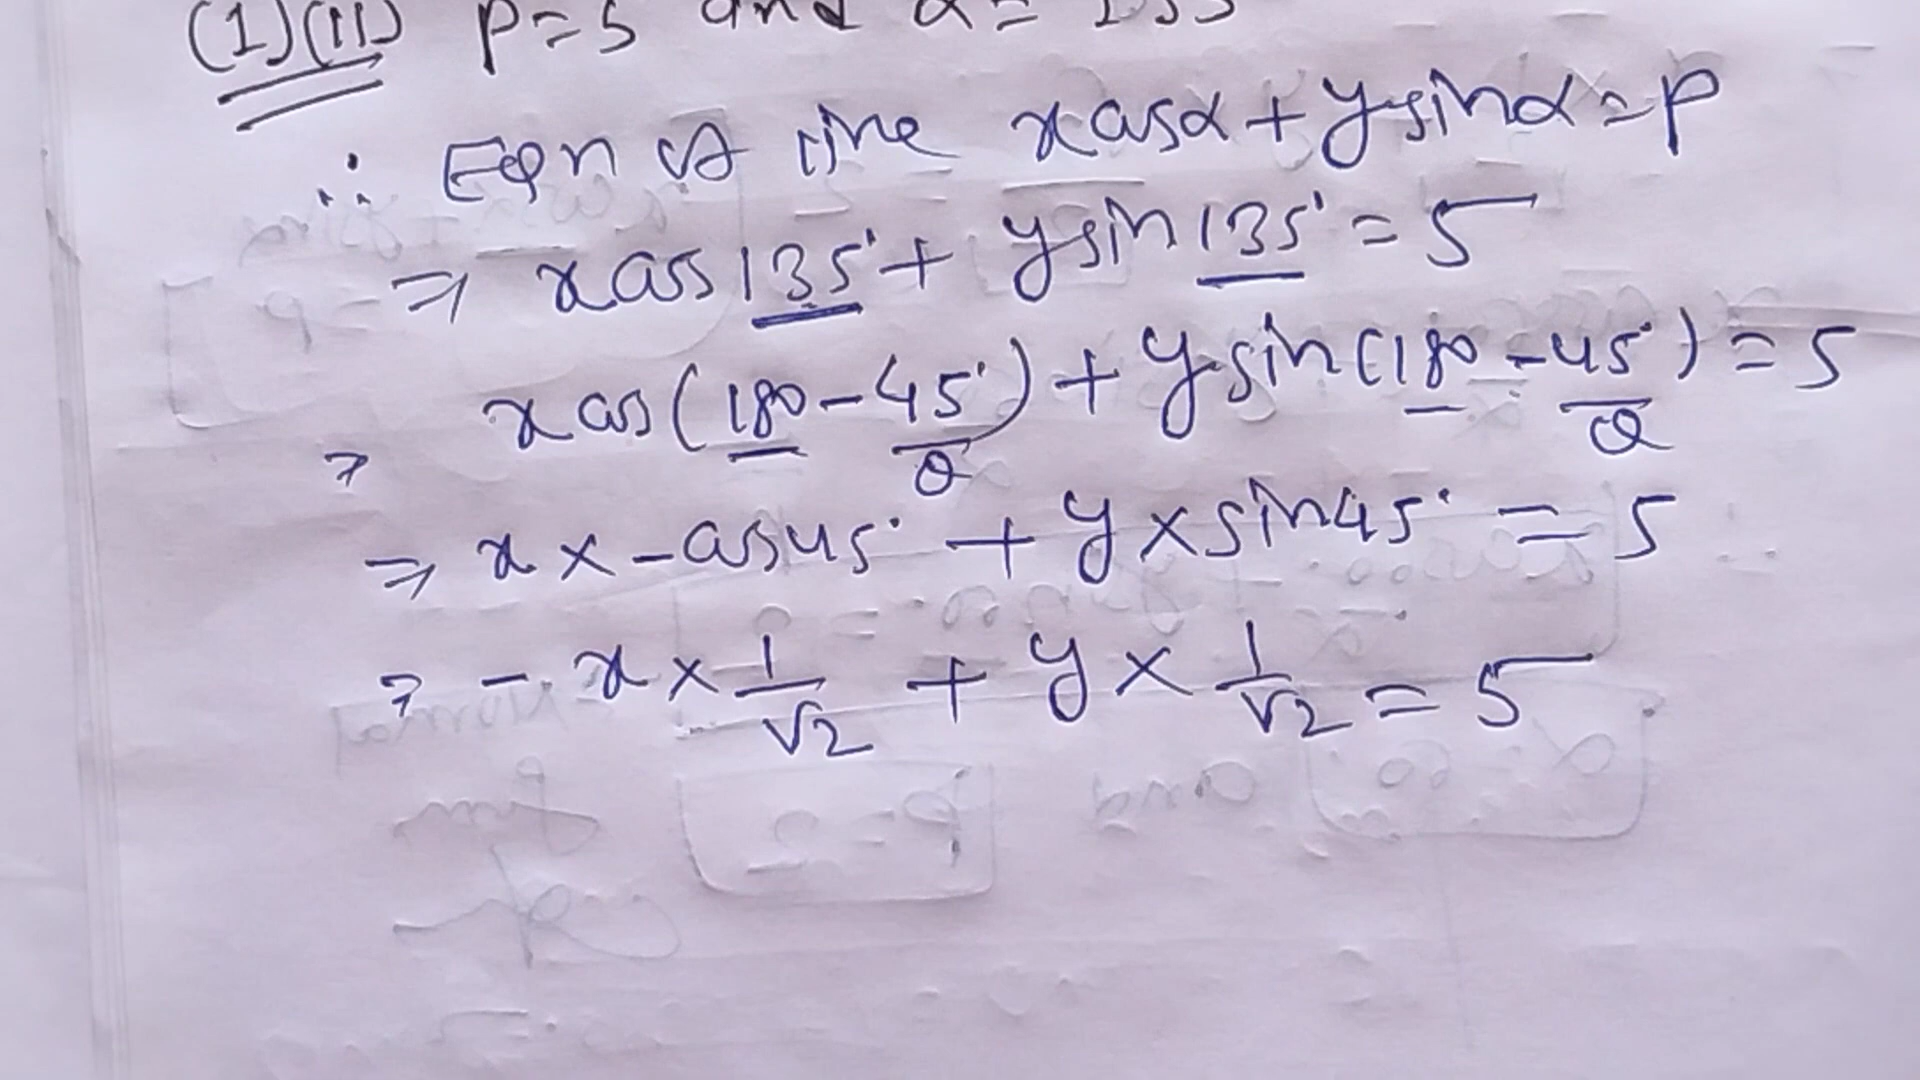 (1)(ii) p=5 and α= 135
∴ Eqn of line xcosα+ysinα=p
⇒ xcos135°+ ysin135°=5
⇒ xcos(180-45°)+ysin(180-45°)=5
Q Q
⇒ x×-cos45° + y×sin45° = 5
⇒ -x×1/√2 + y×1/√2=5